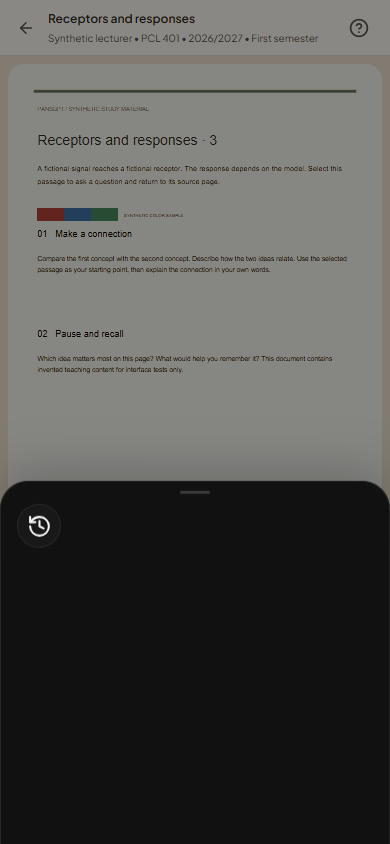 Receptors and responses
Synthetic lecturer • PCL 401 • 2026/2027 • First semester
PANSGPT / SYNTHETIC STUDY MATERIAL
Receptors and responses · 3
A fictional signal reaches a fictional receptor. The response depends on the model. Select this
passage to ask a question and return to its source page.
SYNTHETIC COLOR SAMPLE
01 Make a connection
Compare the first concept with the second concept. Describe how the two ideas relate. Use the selected
passage as your starting point, then explain the connection in your own words.
02 Pause and recall
Which idea matters most on this page? What would help you remember it? This document contains
invented teaching content for interface tests only.